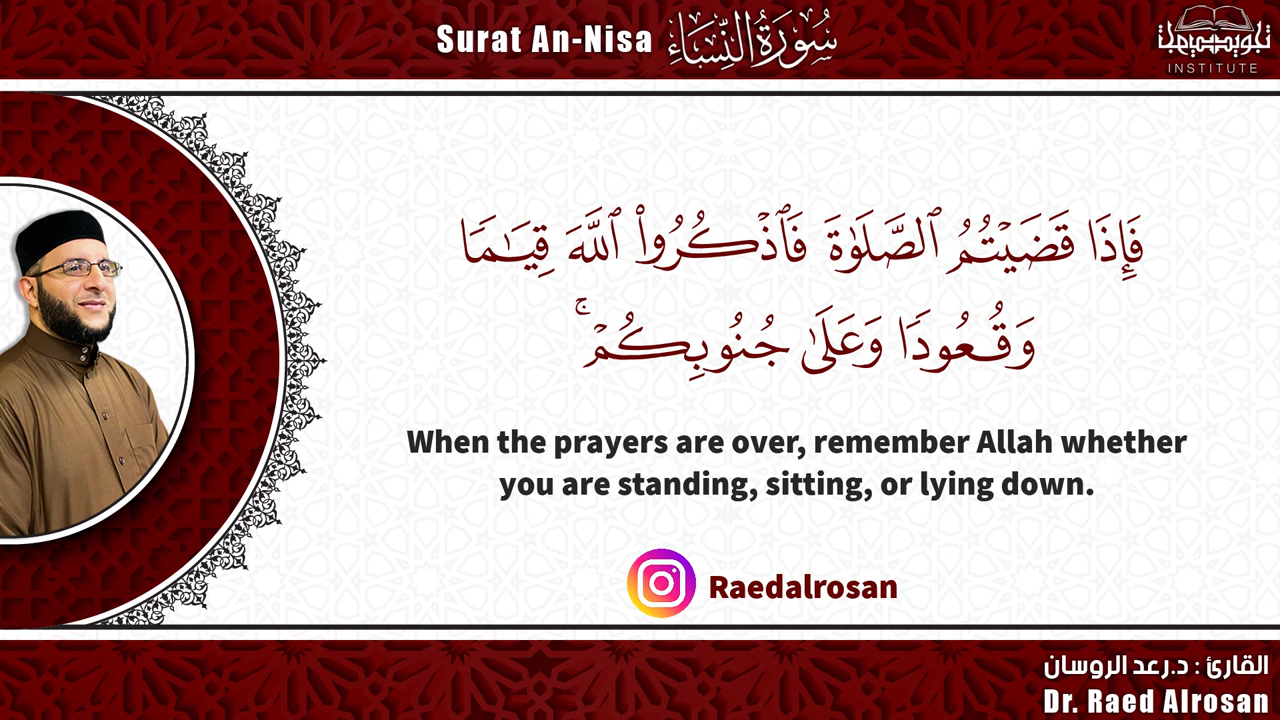 Surat An-Nisa سُورَةُ النِّسَاءِ
INSTITUTE
فَإِذَا قَضَيْتُمُ ٱلصَّلَوٰةَ فَٱذْكُرُوا۟ ٱللَّهَ قِيَـٰمًا
وَقُعُودًا وَعَلَىٰ جُنُوبِكُمْ ۚ
When the prayers are over, remember Allah whether
you are standing, sitting, or lying down.
Raedalrosan
القارئ : د.رعد الروسان
Dr. Raed Alrosan